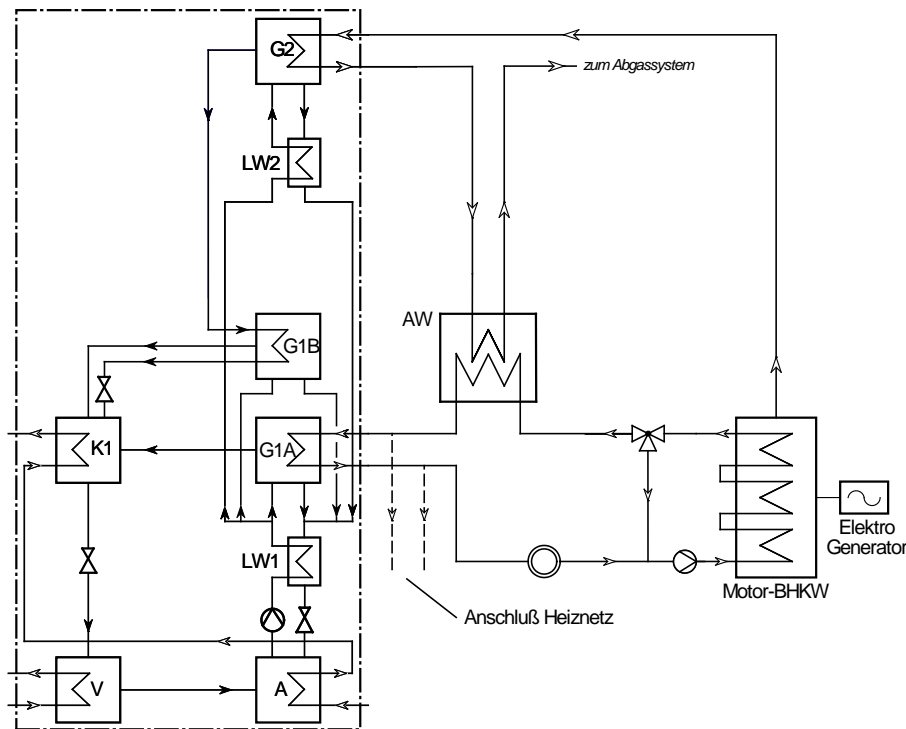 G2
zum Abgassystem
LW2
AW
G1B
K1
G1A
Elektro
Generator
LW1
Motor-BHKW
Anschluß Heiznetz
V
A